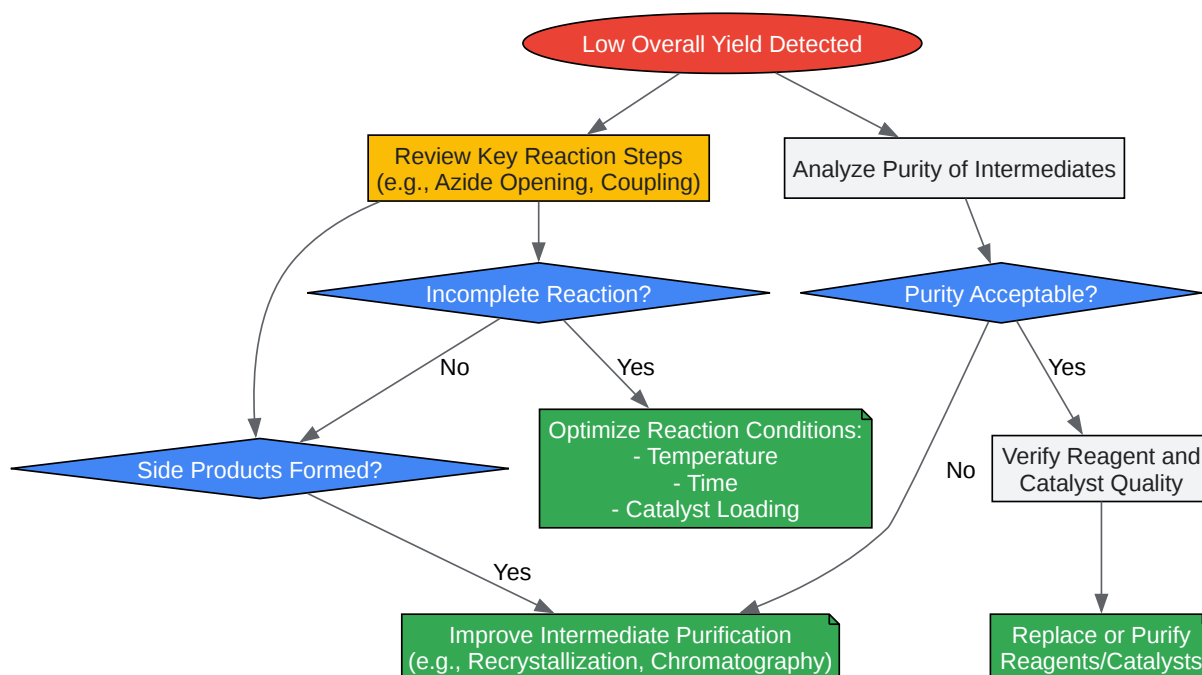 Low Overall Yield Detected
Review Key Reaction Steps
(e.g., Azide Opening, Coupling)
Analyze Purity of Intermediates
Incomplete Reaction?
Purity Acceptable?
No
Yes
Yes
Optimize Reaction Conditions:
- Temperature
- Time
- Catalyst Loading
Side Products Formed?
No
Verify Reagent and
Catalyst Quality
Yes
Improve Intermediate Purification
(e.g., Recrystallization, Chromatography)
Replace or Purify
Reagents/Catalysts